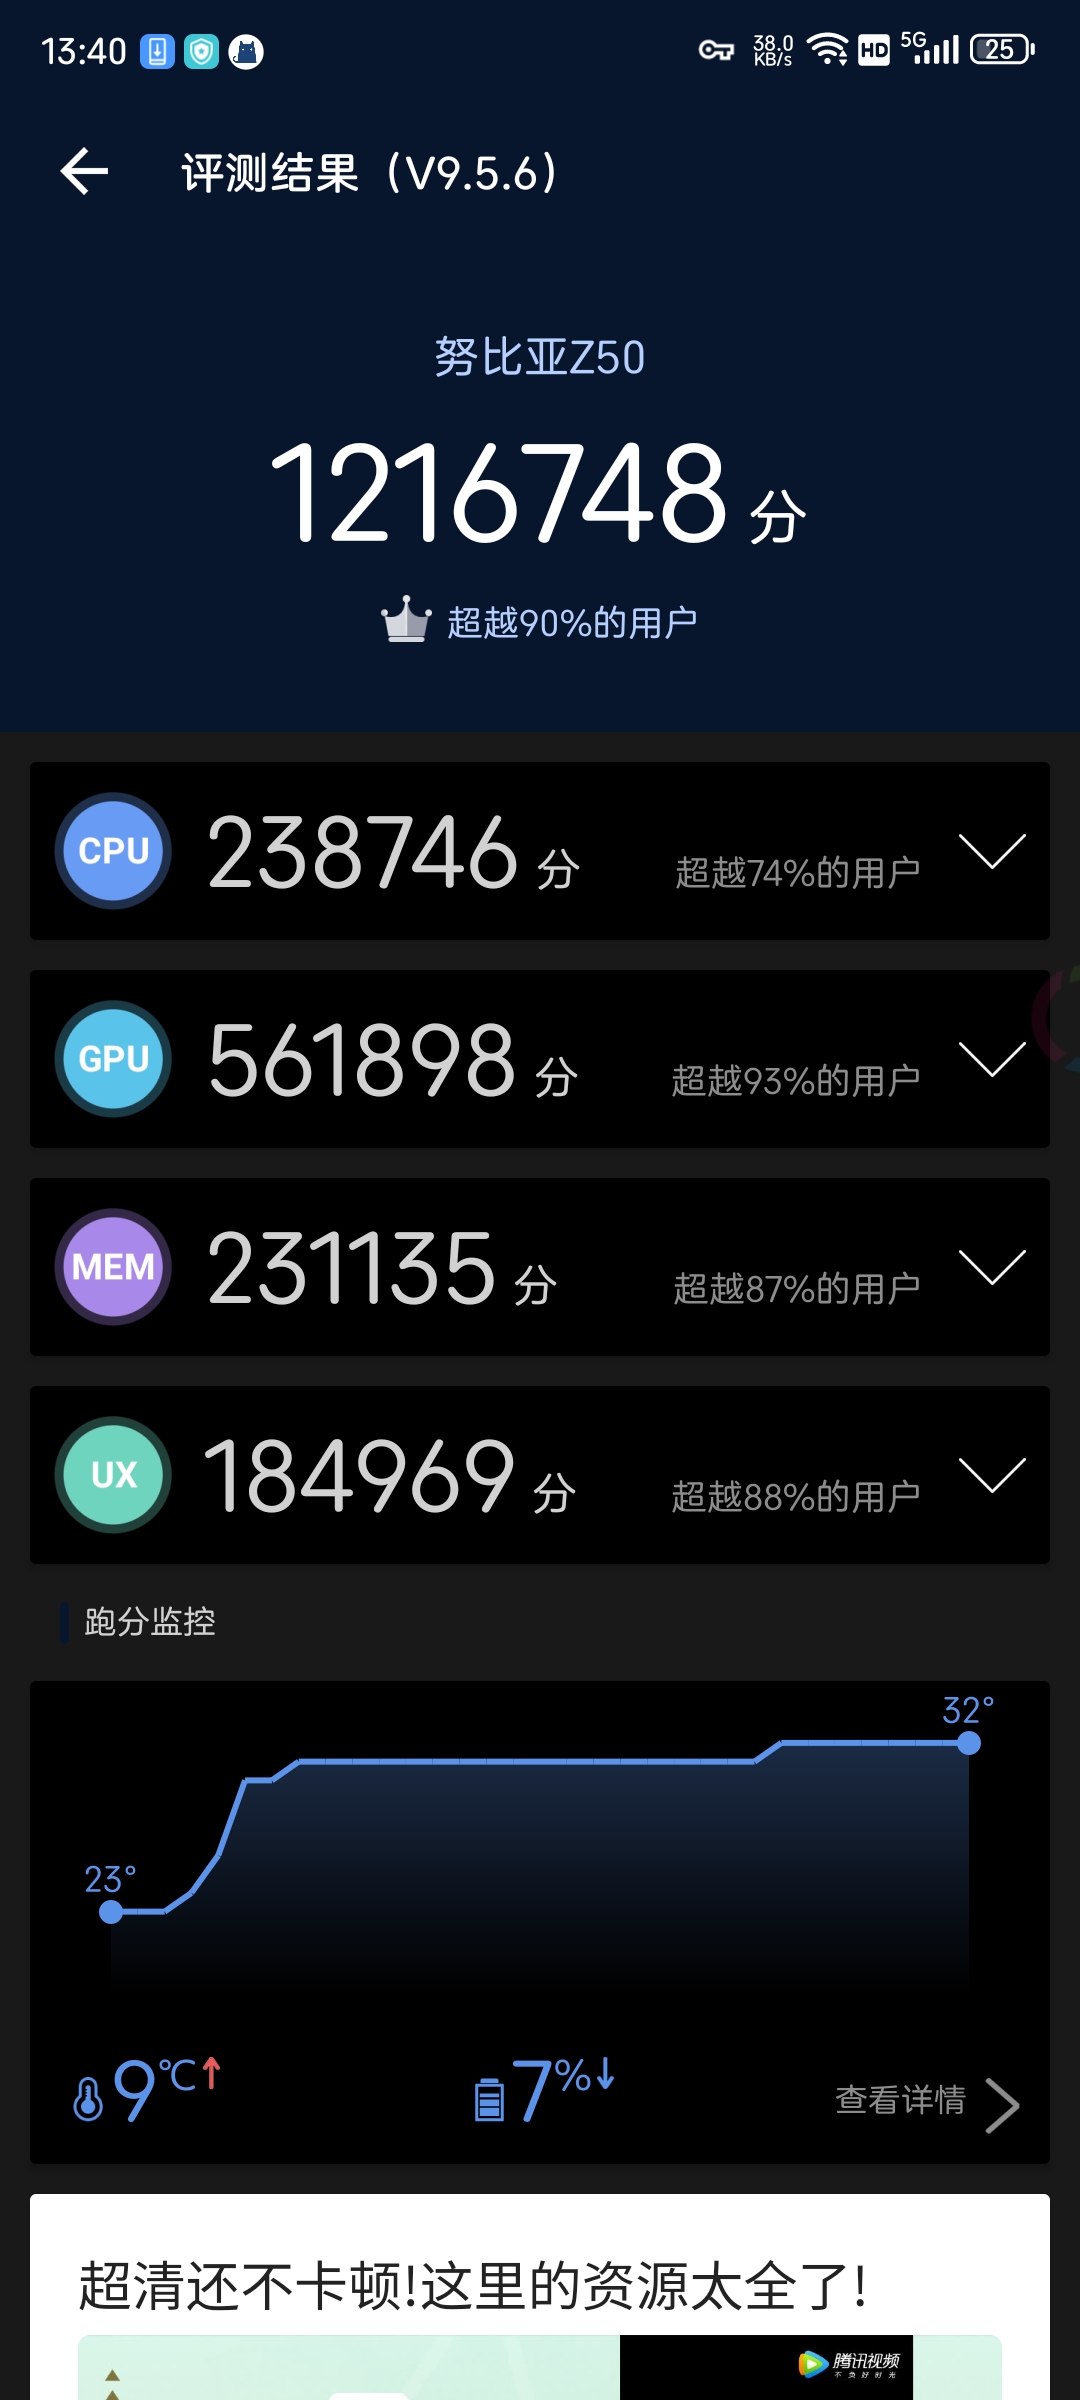 13:40
38.0 KB/s HD 5G 25
评测结果（V9.5.6）
努比亚Z50
1216748 分
超越90%的用户
CPU 238746 分 超越74%的用户
GPU 561898 分 超越93%的用户
MEM 231135 分 超越87%的用户
UX 184969 分 超越88%的用户
跑分监控
32°
23°
9℃↑ 7%↓ 查看详情
超清还不卡顿!这里的资源太全了!
腾讯视频
不负好时光